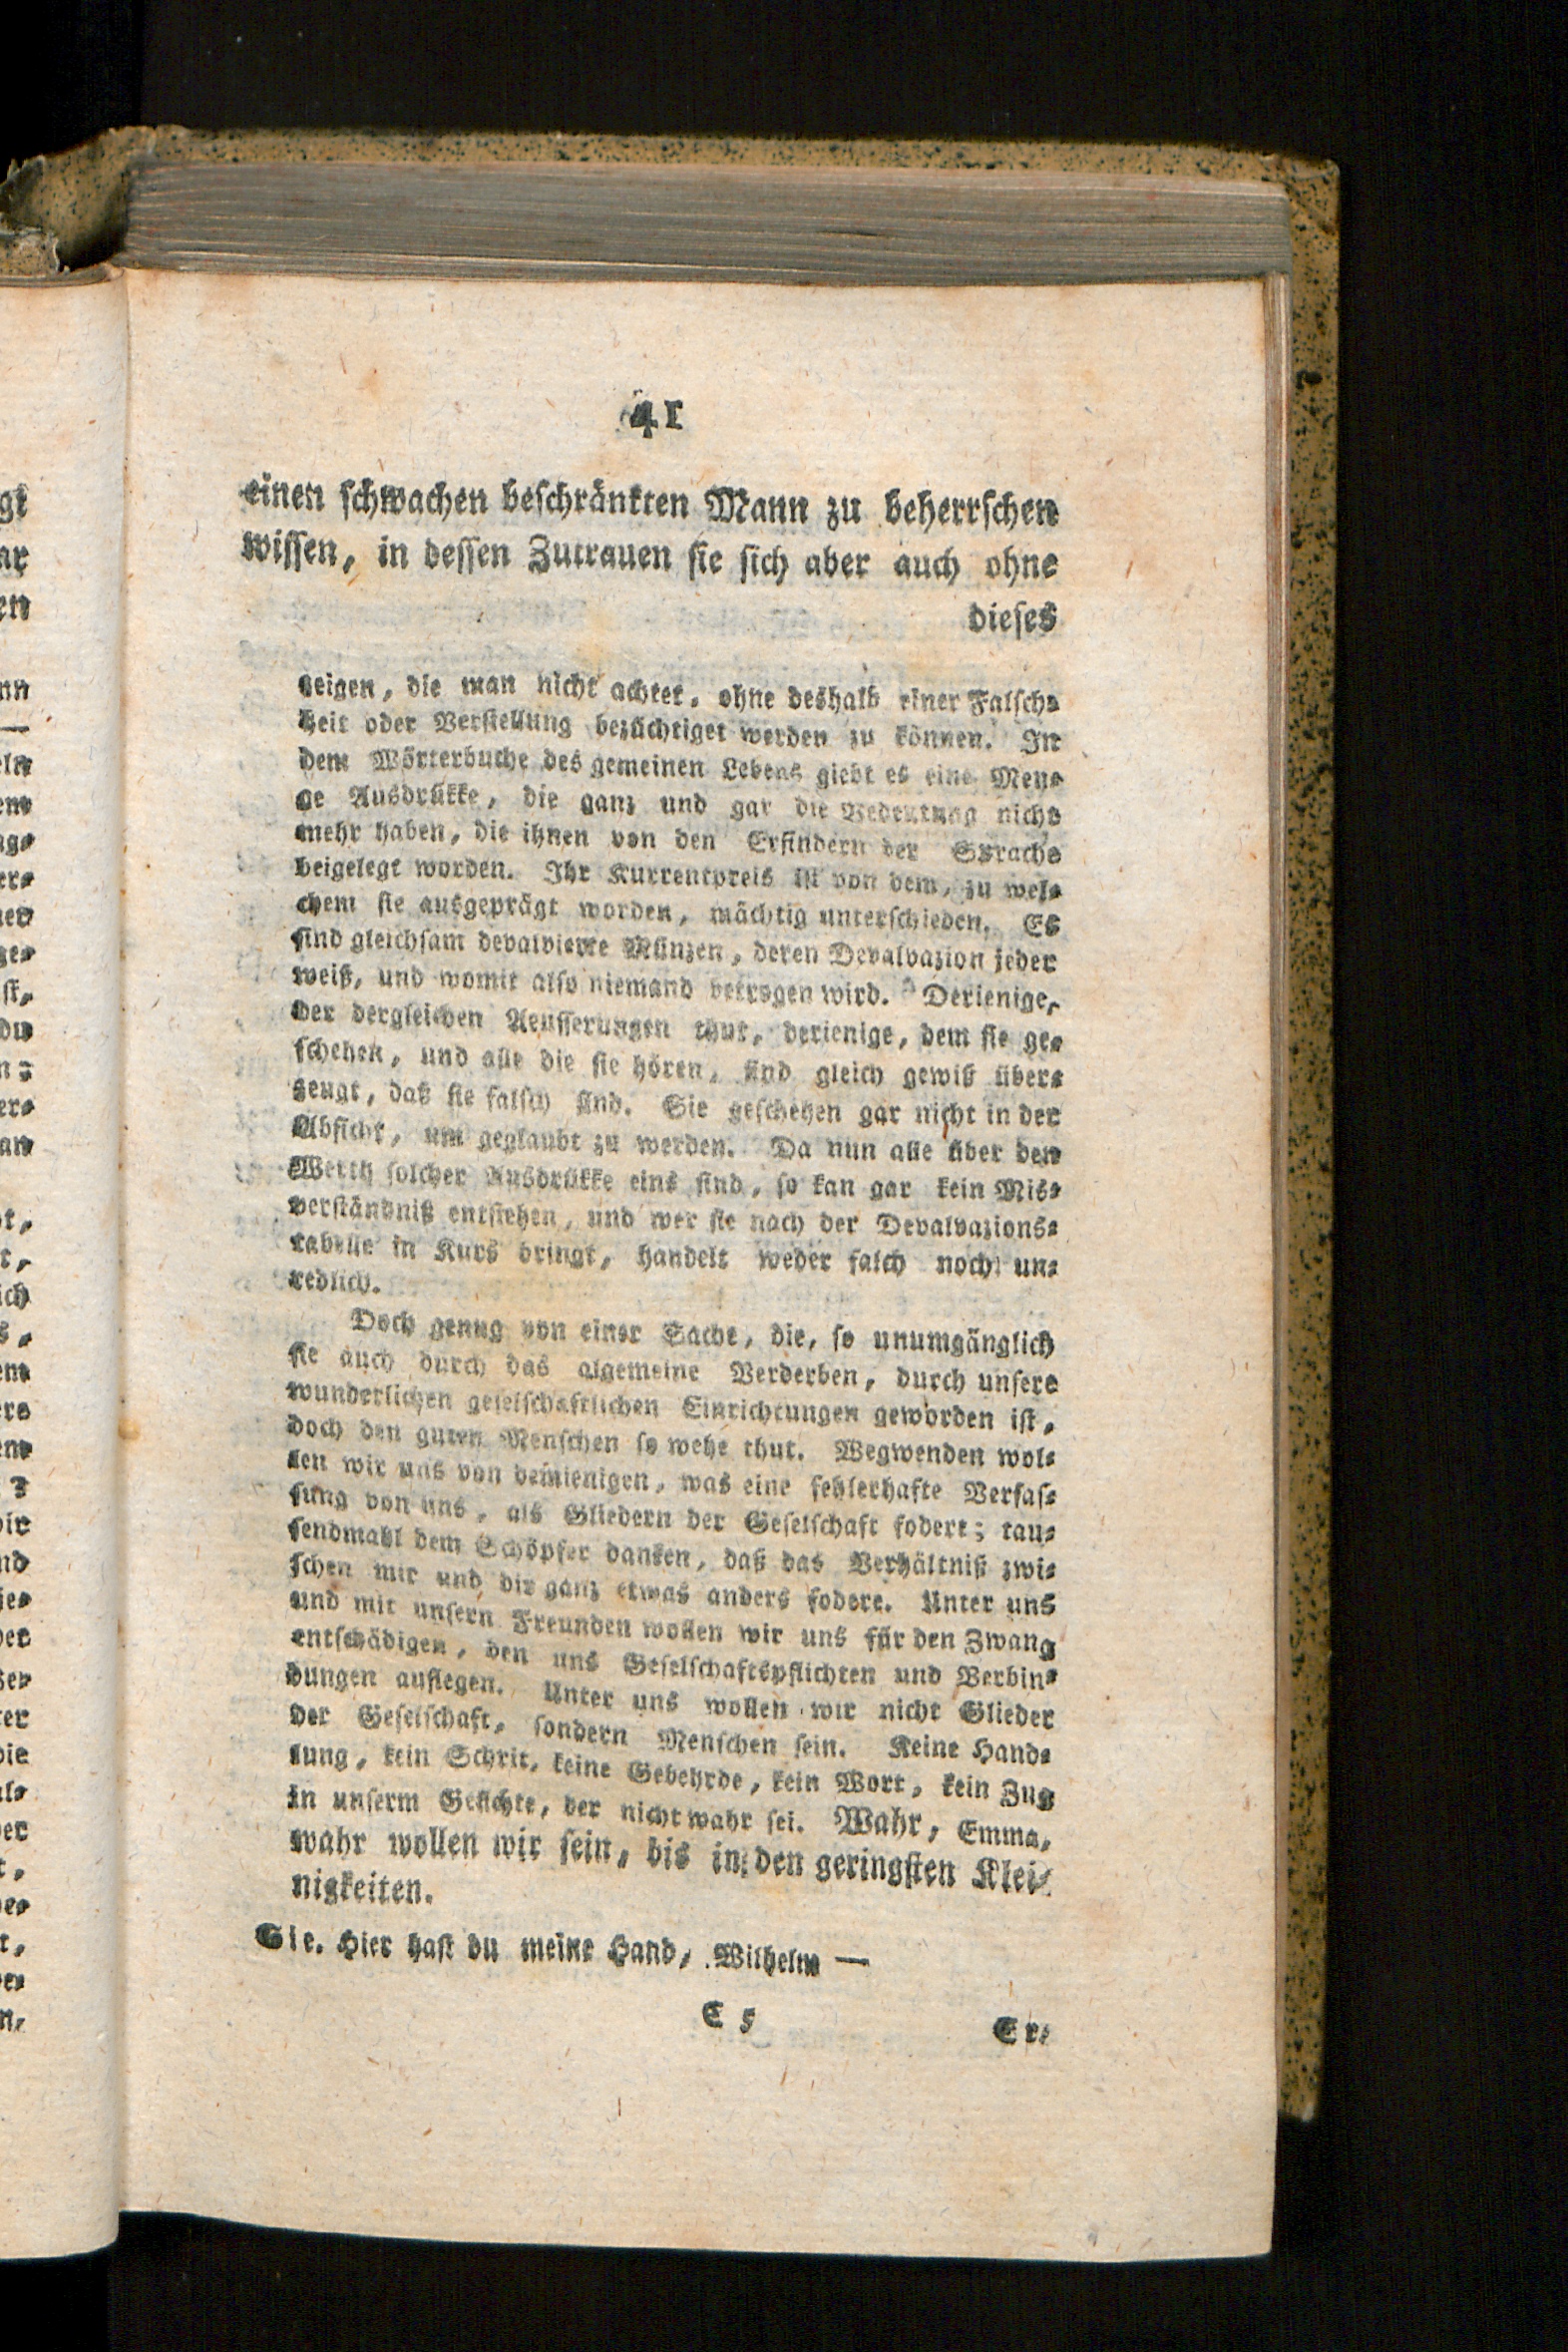 41
einen schwachen beschränkten Mann zu beherrschen
wissen, in dessen Zutrauen sie sich aber auch ohne
dieses
zeigen, die man nicht achtet, ohne deshalb einer Falsch-
heit oder Verstellung bezüchtiget werden zu können. In
dem Wörterbuche des gemeinen Lebens giebt es eine Men-
ge Ausdrükke, die ganz und gar die Bedeutung nicht
mehr haben, die ihnen von den Erfindern der Sprache
beigelegt worden. Ihr Kurrentpreis ist von dem, zu wel-
chem sie ausgeprägt worden, mächtig unterschieden. Es
sind gleichsam devalvierte Münzen, deren Devalvazion jeder
weiß, und womit also niemand betrogen wird. Derienige,
der dergleichen Aeusserungen thut, derienige, dem sie ge-
schehen, und alle die sie hören, sind gleich gewiß über-
zeugt, daß sie falsch sind. Sie geschehen gar nicht in der
Absicht, um geglaubt zu werden. Da nun alle über den
Werth solcher Ausdrükke eins sind, so kan gar kein Mis-
verständniß entstehen, und wer sie nach der Devalvazions-
tabelle in Kurs bringt, handelt weder falch noch un-
redlich.
Doch genug von einer Sache, die, so unumgänglich
sie auch durch das algemeine Verderben, durch unsere
wunderlichen geselschaftlichen Einrichtungen geworden ist,
doch den guten Menschen so wehe thut. Wegwenden wol-
len wir uns von demienigen, was eine fehlerhafte Verfas-
sung von uns, als Gliedern der Geselschaft fodert; tau-
sendmahl dem Schöpfer danken, daß das Verhältniß zwi-
schen mir und dir ganz etwas anders fodere. Unter uns
und mit unsern Freunden wollen wir uns für den Zwang
entschädigen, den uns Geselschaftspflichten und Verbin-
dungen auflegen. Unter uns wollen wir nicht Glieder
der Geselschaft, sondern Menschen sein. Keine Hand-
lung, kein Schrit, keine Gebehrde, kein Wort, kein Zug
in unserm Gesichte, der nicht wahr sei. Wahr, Emma,
wahr wollen wir sein, bis in den geringsten Klei-
nigkeiten.
Sie. Hier hast du meine Hand, Wilhelm —
C 5
Er,